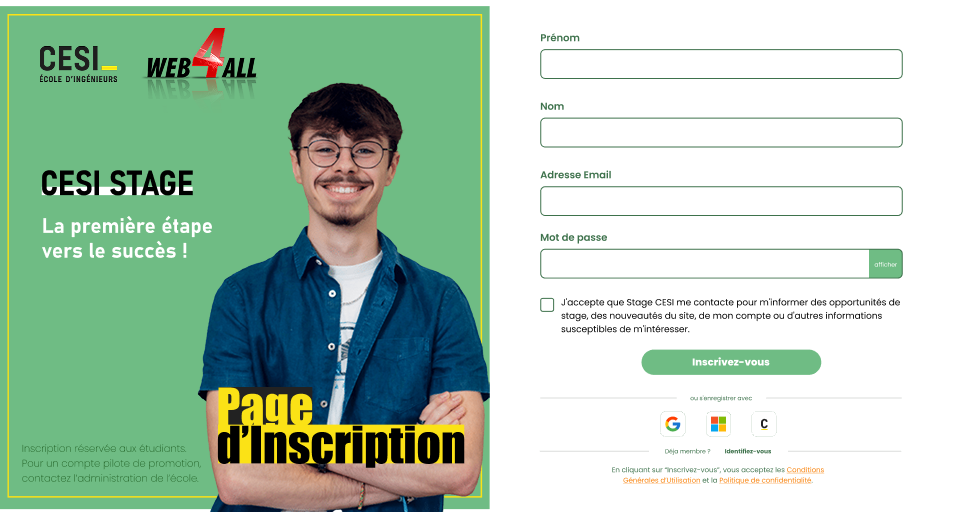 CESI_
ÉCOLE D'INGÉNIEURS
WEB4ALL
CESI STAGE
La première étape
vers le succès !
Page
d'Inscription
Inscription réservée aux étudiants.
Pour un compte pilote de promotion,
contactez l'administration de l'école.
Prénom
Nom
Adresse Email
Mot de passe
afficher
J'accepte que Stage CESI me contacte pour m'informer des opportunités de
stage, des nouveautés du site, de mon compte ou d'autres informations
susceptibles de m'intéresser.
Inscrivez-vous
ou s'enregistrer avec
G
C
Déja membre ? Identifiez-vous
En cliquant sur "Inscrivez-vous", vous acceptez les Conditions
Générales d'Utilisation et la Politique de confidentialité.